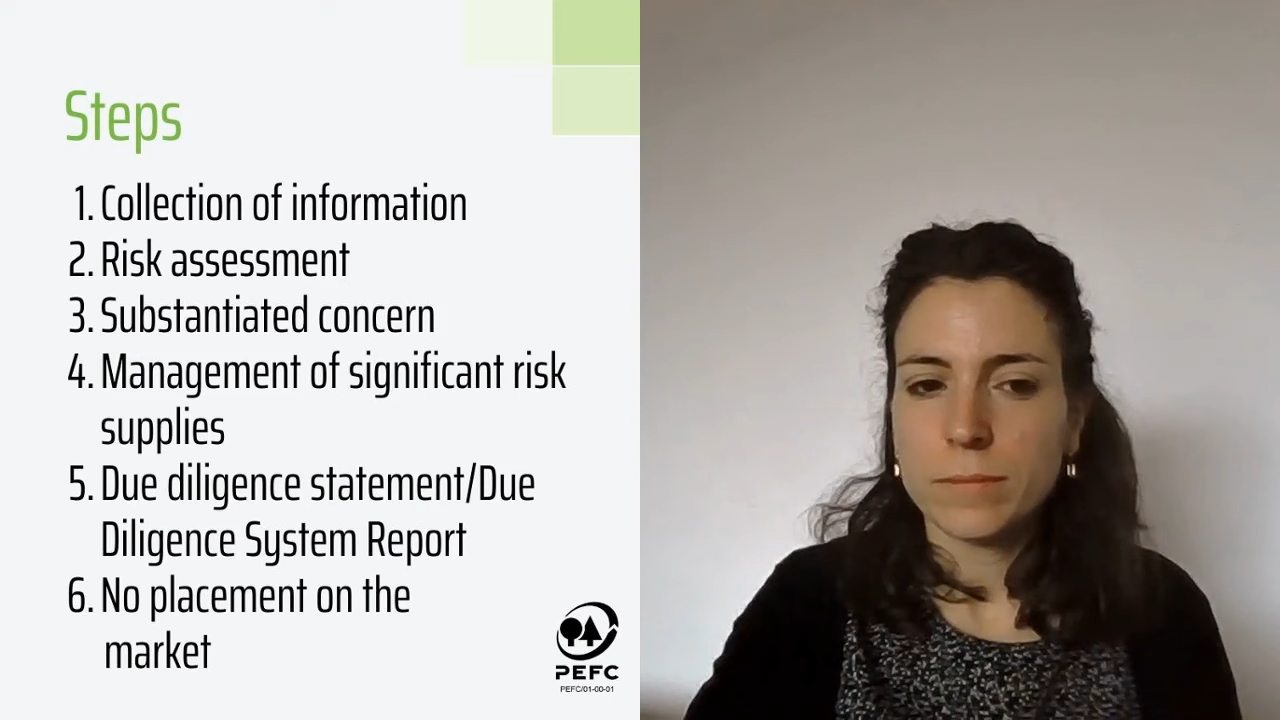 Steps
1. Collection of information
2. Risk assessment
3. Substantiated concern
4. Management of significant risk
supplies
5. Due diligence statement/Due
Diligence System Report
6. No placement on the
market
PEFC
PEFC/01-00-01